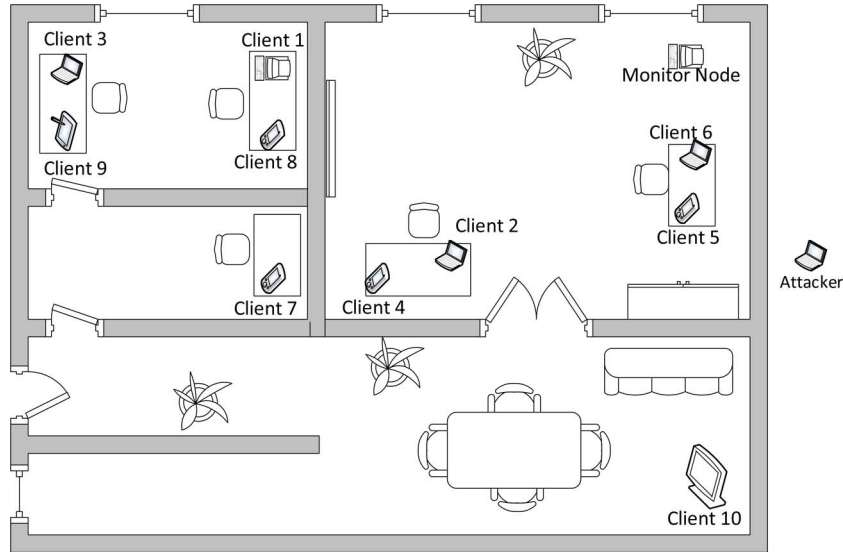 Client 3
Client 1
Monitor Node
Client 6
Client 9
Client 8
Client 2
Client 5
Attacker
Client 7
Client 4
Client 10